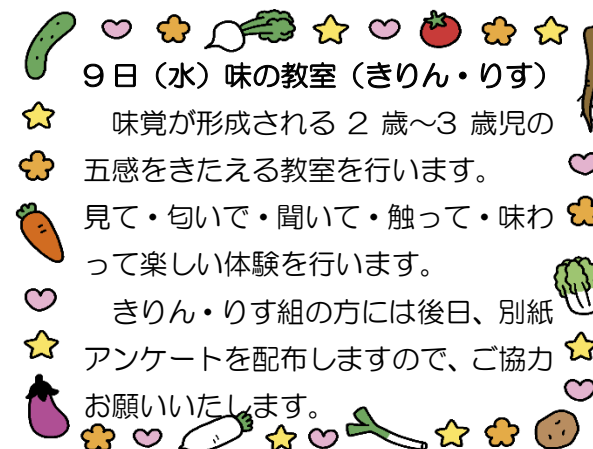 9日（水）味の教室（きりん・りす）
　味覚が形成される 2 歳～3 歳児の
五感をきたえる教室を行います。
見て・匂いで・聞いて・触って・味わ
って楽しい体験を行います。
　きりん・りす組の方には後日、別紙
アンケートを配布しますので、ご協力
お願いいたします。